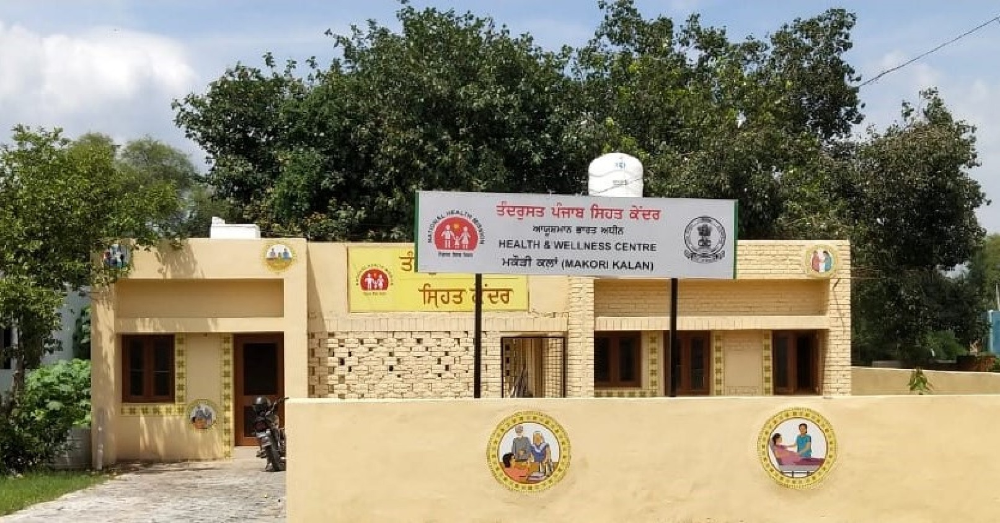 ਤੰਦਰੁਸਤ ਪੰਜਾਬ ਸਿਹਤ ਕੇਂਦਰ
ਆਯੂਸ਼ਮਾਨ ਭਾਰਤ ਅਧੀਨ
HEALTH & WELLNESS CENTRE
ਮਕੌੜੀ ਕਲਾਂ (MAKORI KALAN)
NATIONAL HEALTH MISSION
ਸਿਹਤ ਕੇਂਦਰ